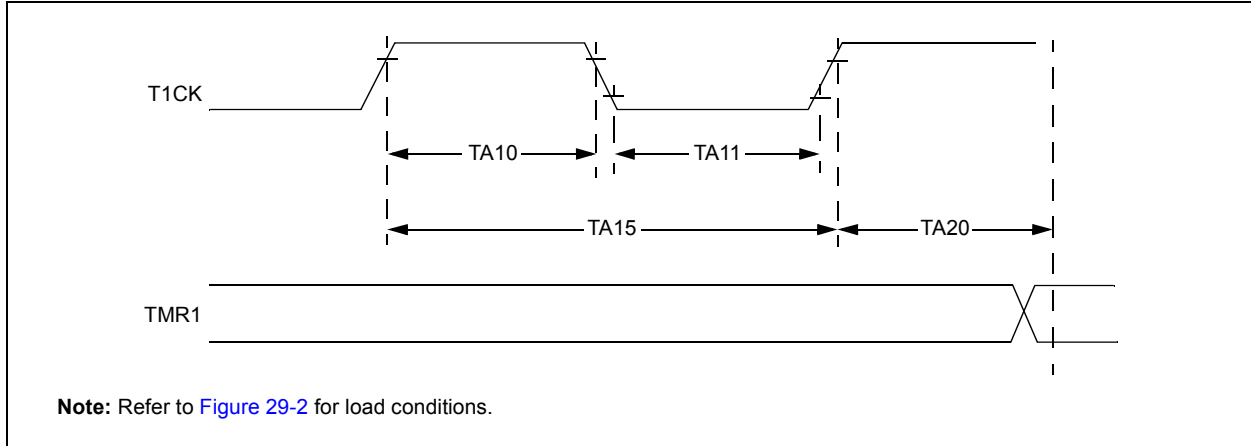 T1CK
TA10
TA11
TA15
TA20
TMR1
Note: Refer to Figure 29-2 for load conditions.